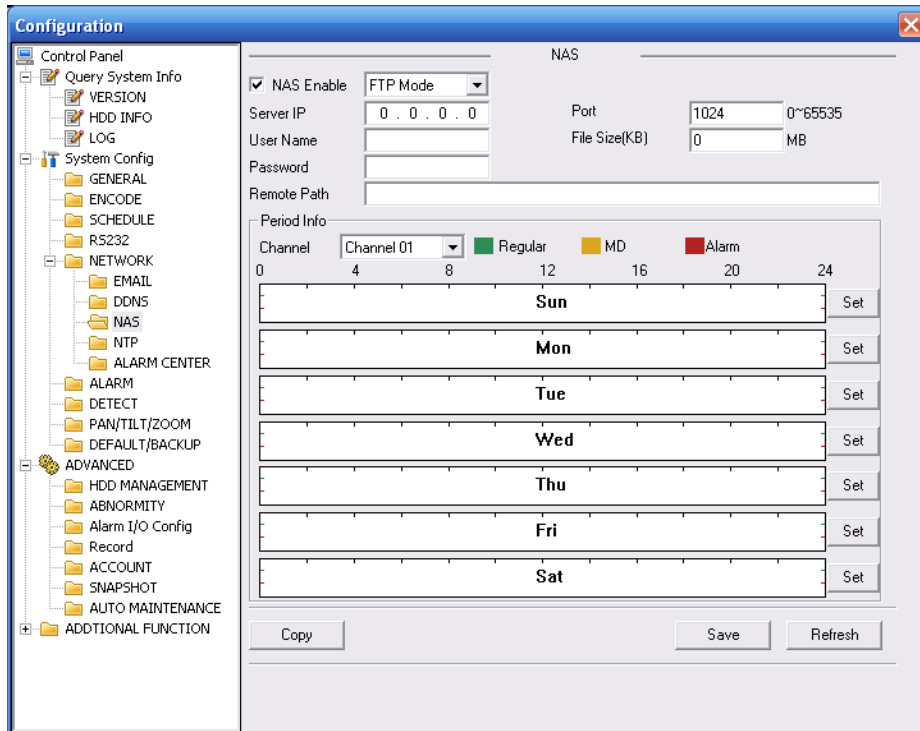 Configuration
Control Panel
Query System Info
VERSION
HDD INFO
LOG
System Config
GENERAL
ENCODE
SCHEDULE
RS232
NETWORK
EMAIL
DDNS
NAS
NTP
ALARM CENTER
ALARM
DETECT
PAN/TILT/ZOOM
DEFAULT/BACKUP
ADVANCED
HDD MANAGEMENT
ABNORMITY
Alarm I/O Config
Record
ACCOUNT
SNAPSHOT
AUTO MAINTENANCE
ADDTIONAL FUNCTION
NAS
NAS Enable FTP Mode
Server IP 0 . 0 . 0 . 0 Port 1024 0~65535
User Name File Size(KB) 0 MB
Password
Remote Path
Period Info
Channel Channel 01 Regular MD Alarm
0 4 8 12 16 20 24
Sun Set
Mon Set
Tue Set
Wed Set
Thu Set
Fri Set
Sat Set
Copy Save Refresh